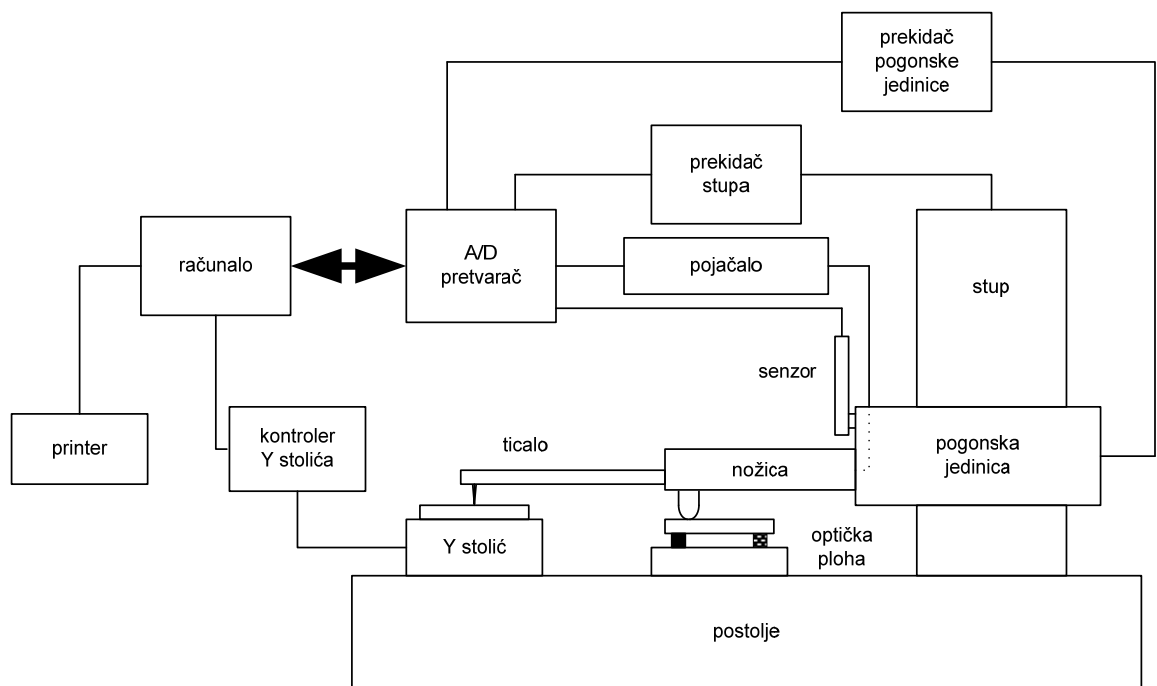 prekidač
pogonske
jedinice
prekidač
stupa
računalo
A/D
pretvarač
pojačalo
stup
senzor
printer
kontroler
Y stolića
ticalo
nožica
pogonska
jedinica
Y stolić
optička
ploha
postolje